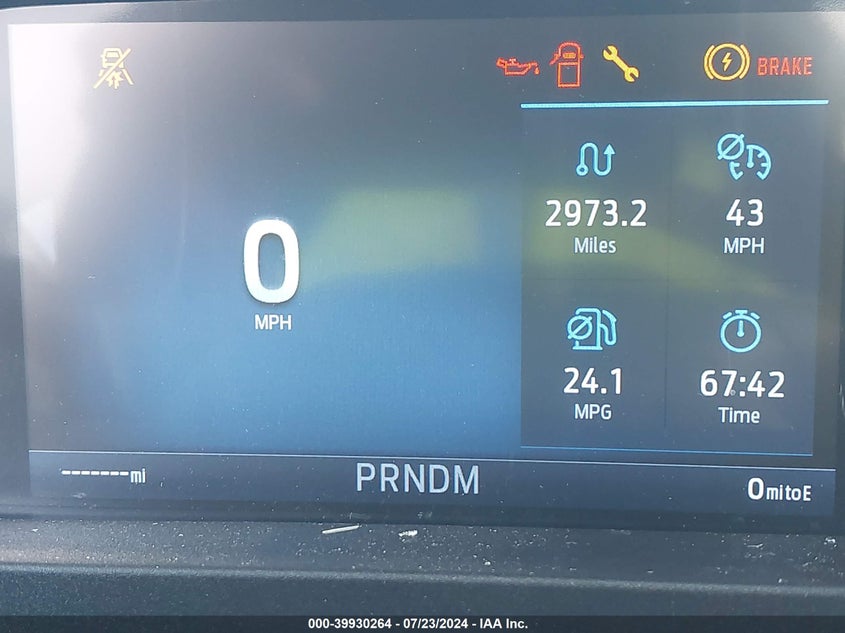 BRAKE
0
MPH
2973.2
Miles
43
MPH
24.1
MPG
67:42
Time
-------mi
PRNDM
0mitoE
000-39930264 - 07/23/2024 - IAA Inc.